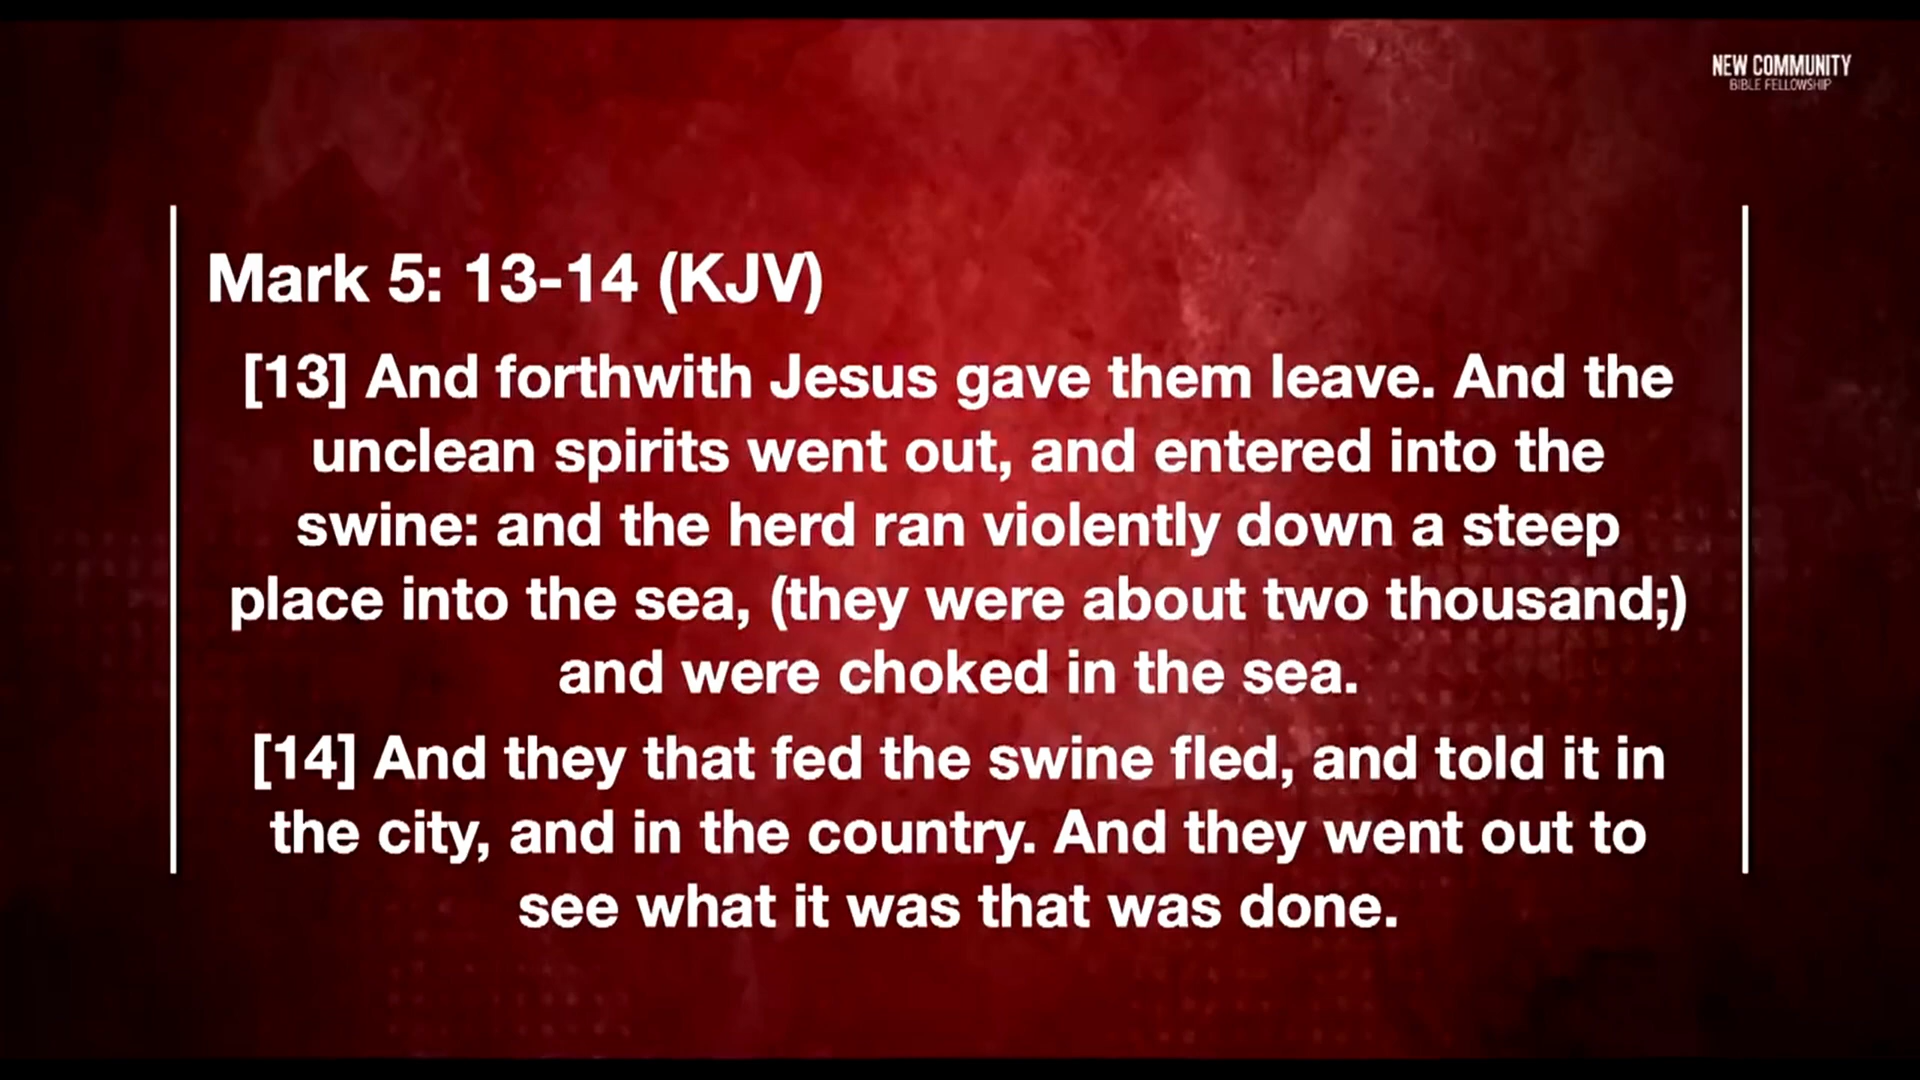 NEW COMMUNITY
BIBLE FELLOWSHIP
Mark 5: 13-14 (KJV)
[13] And forthwith Jesus gave them leave. And the
unclean spirits went out, and entered into the
swine: and the herd ran violently down a steep
place into the sea, (they were about two thousand;)
and were choked in the sea.
[14] And they that fed the swine fled, and told it in
the city, and in the country. And they went out to
see what it was that was done.